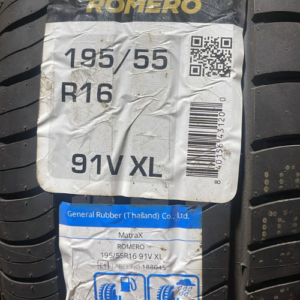 ROMERO
195/55
R16
91V XL
General Rubber (Thailand) Co., Ltd.
MatraX
ROMERO
195/55R16 91V XL